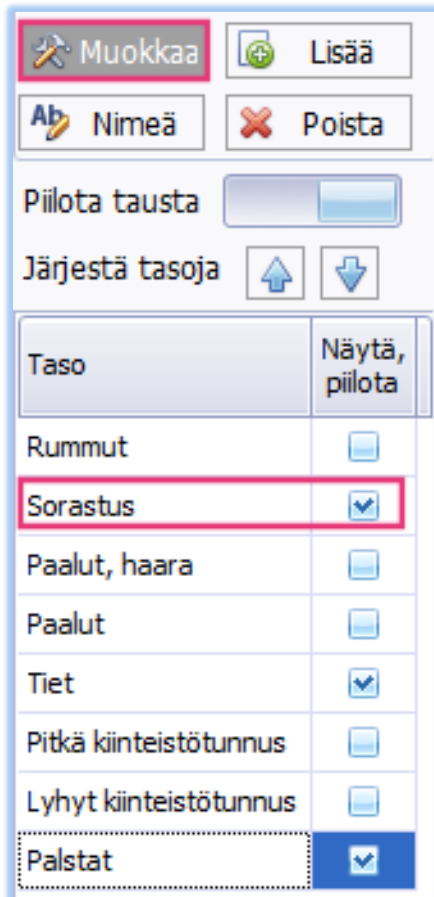 Muokkaa Lisää
Ab Nimeä Poista
Piilota tausta
Järjestä tasoja
Taso Näytä,
piilota
Rummut
Sorastus
Paalut, haara
Paalut
Tiet
Pitkä kiinteistötunnus
Lyhyt kiinteistötunnus
Palstat